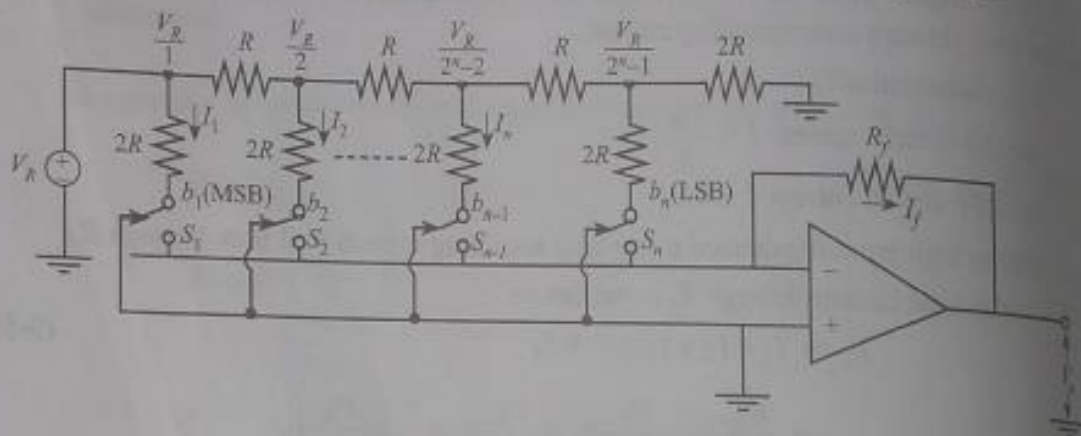 V_R/1 R V_R/2 R V_R/2^n-2 R V_R/2^n-1 2R
I_1 I_2 I_n R_f
2R 2R 2R 2R
V_R + b_1(MSB) b_2 b_n-1 b_n(LSB) I_f
S_1 S_2 S_n-1 S_n −
+